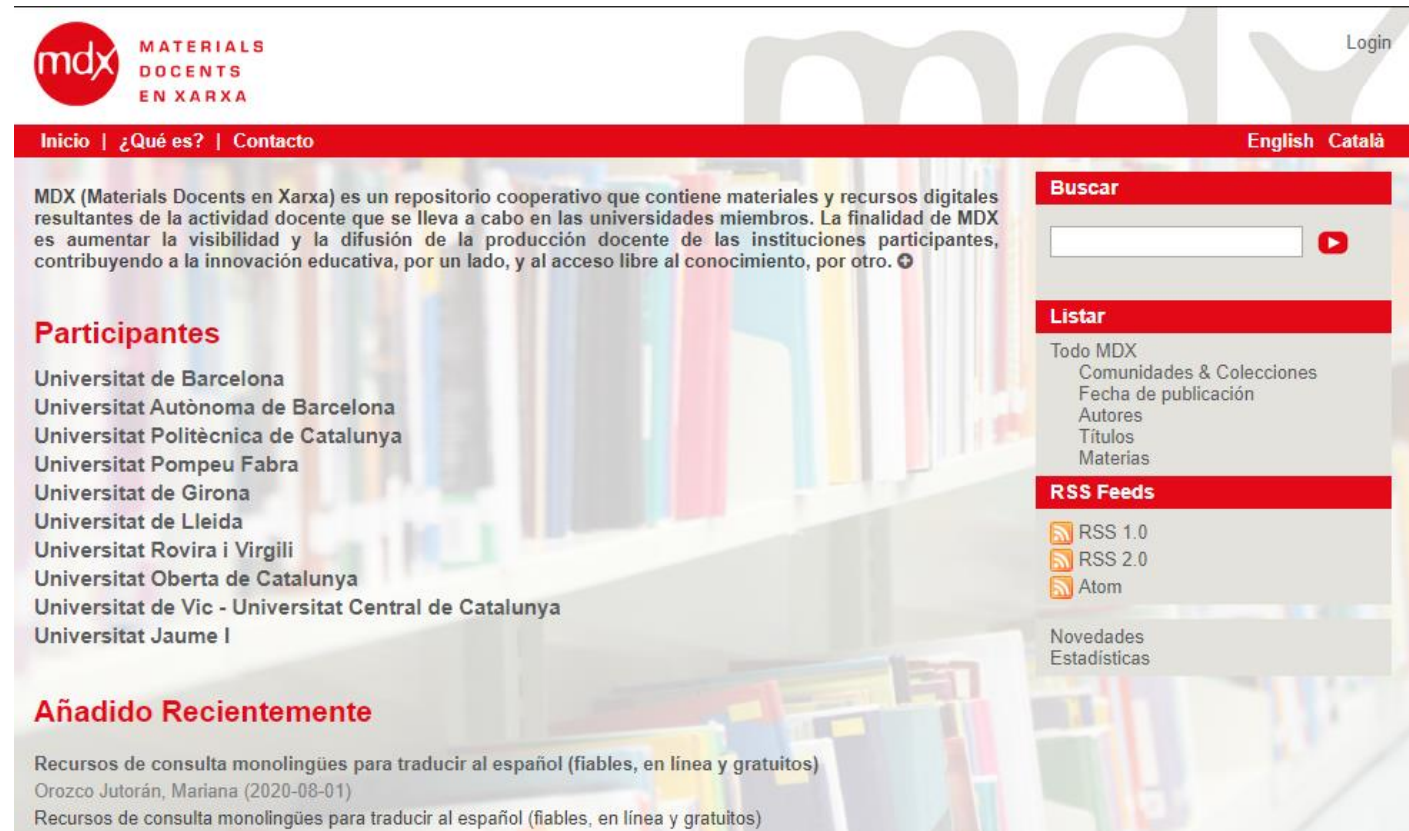 mdx
MATERIALS
DOCENTS
EN XARXA
mdx
Login
Inicio | ¿Qué es? | Contacto
English Català
MDX (Materials Docents en Xarxa) es un repositorio cooperativo que contiene materiales y recursos digitales
resultantes de la actividad docente que se lleva a cabo en las universidades miembros. La finalidad de MDX
es aumentar la visibilidad y la difusión de la producción docente de las instituciones participantes,
contribuyendo a la innovación educativa, por un lado, y al acceso libre al conocimiento, por otro.
Participantes
Universitat de Barcelona
Universitat Autònoma de Barcelona
Universitat Politècnica de Catalunya
Universitat Pompeu Fabra
Universitat de Girona
Universitat de Lleida
Universitat Rovira i Virgili
Universitat Oberta de Catalunya
Universitat de Vic - Universitat Central de Catalunya
Universitat Jaume I
Añadido Recientemente
Recursos de consulta monolingües para traducir al español (fiables, en línea y gratuitos)
Orozco Jutorán, Mariana (2020-08-01)
Recursos de consulta monolingües para traducir al español (fiables, en línea y gratuitos)
Buscar
Listar
Todo MDX
Comunidades & Colecciones
Fecha de publicación
Autores
Títulos
Materias
RSS Feeds
RSS 1.0
RSS 2.0
Atom
Novedades
Estadísticas